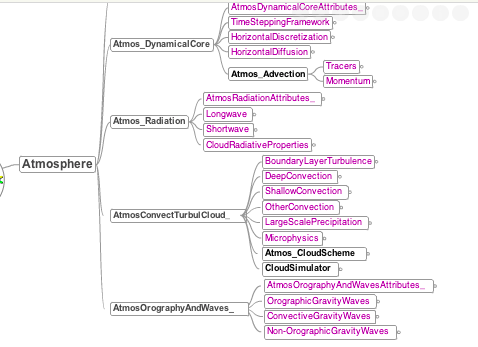 Atmosphere
Atmos_DynamicalCore
AtmosDynamicalCoreAttributes_
TimeSteppingFramework
HorizontalDiscretization
HorizontalDiffusion
Atmos_Advection
Tracers
Momentum
Atmos_Radiation
AtmosRadiationAttributes_
Longwave
Shortwave
CloudRadiativeProperties
AtmosConvectTurbulCloud_
BoundaryLayerTurbulence
DeepConvection
ShallowConvection
OtherConvection
LargeScalePrecipitation
Microphysics
Atmos_CloudScheme
CloudSimulator
AtmosOrographyAndWaves_
AtmosOrographyAndWavesAttributes_
OrographicGravityWaves
ConvectiveGravityWaves
Non-OrographicGravityWaves